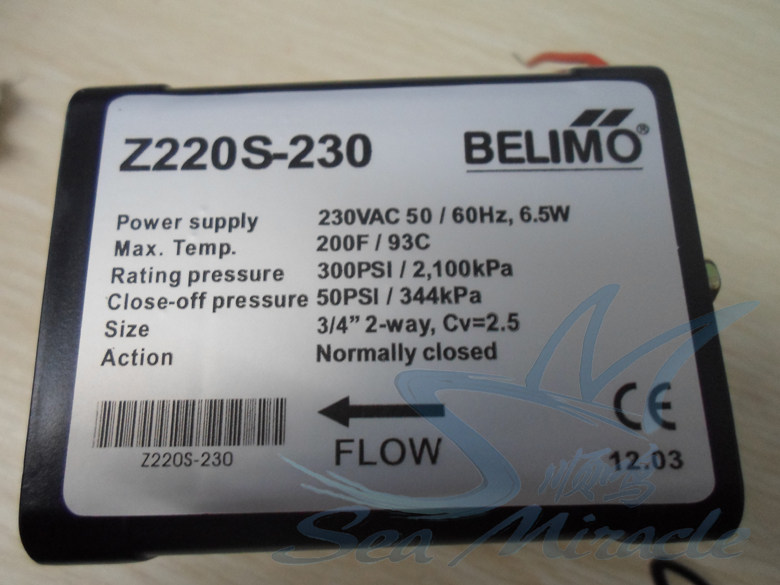 Z220S-230
BELIMO®
Power supply 230VAC 50 / 60Hz, 6.5W
Max. Temp. 200F / 93C
Rating pressure 300PSI / 2,100kPa
Close-off pressure 50PSI / 344kPa
Size 3/4” 2-way, Cv=2.5
Action Normally closed
Z220S-230
FLOW
CE
12.03
Sea Miracle